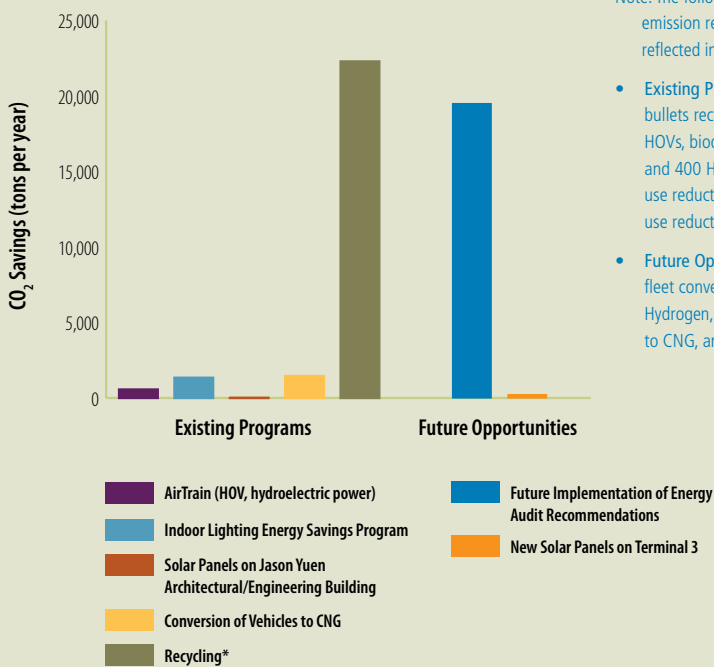 25,000
20,000
15,000
10,000
5,000
0
CO2 Savings (tons per year)
Existing Programs
Future Opportunities
AirTrain (HOV, hydroelectric power)
Indoor Lighting Energy Savings Program
Solar Panels on Jason Yuen
Architectural/Engineering Building
Conversion of Vehicles to CNG
Recycling*
Future Implementation of Energy
Audit Recommendations
New Solar Panels on Terminal 3
emission re
reflected in
• Existing P
bullets rec
HOVs, biod
and 400 H
use reduct
use reduct
• Future Op
fleet conve
Hydrogen,
to CNG, an